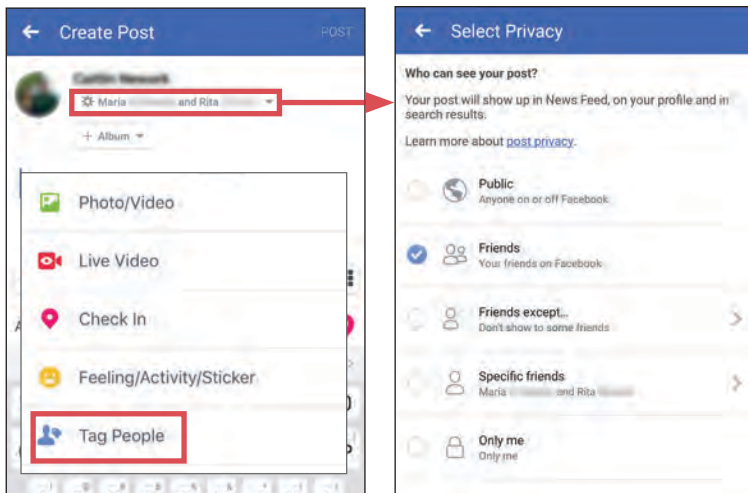 Create Post
POST
Maria and Rita
+ Album
Photo/Video
Live Video
Check In
Feeling/Activity/Sticker
Tag People
Select Privacy
Who can see your post?
Your post will show up in News Feed, on your profile and in
search results.
Learn more about post privacy.
Public
Anyone on or off Facebook
Friends
Your friends on Facebook
Friends except...
Don't show to some friends
Specific friends
Maria and Rita
Only me
Only me